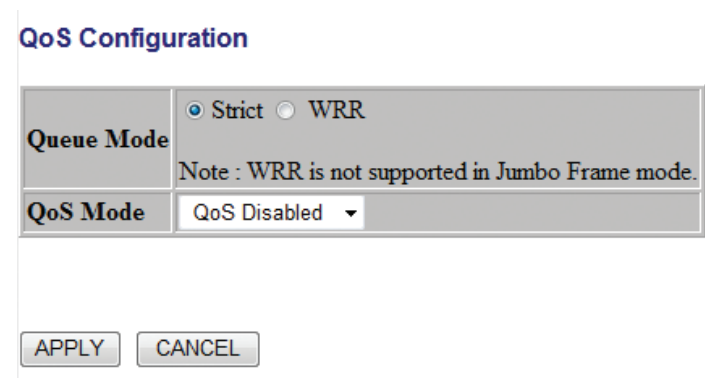 QoS Configuration
Queue Mode
Strict WRR
Note : WRR is not supported in Jumbo Frame mode.
QoS Mode
QoS Disabled
APPLY CANCEL